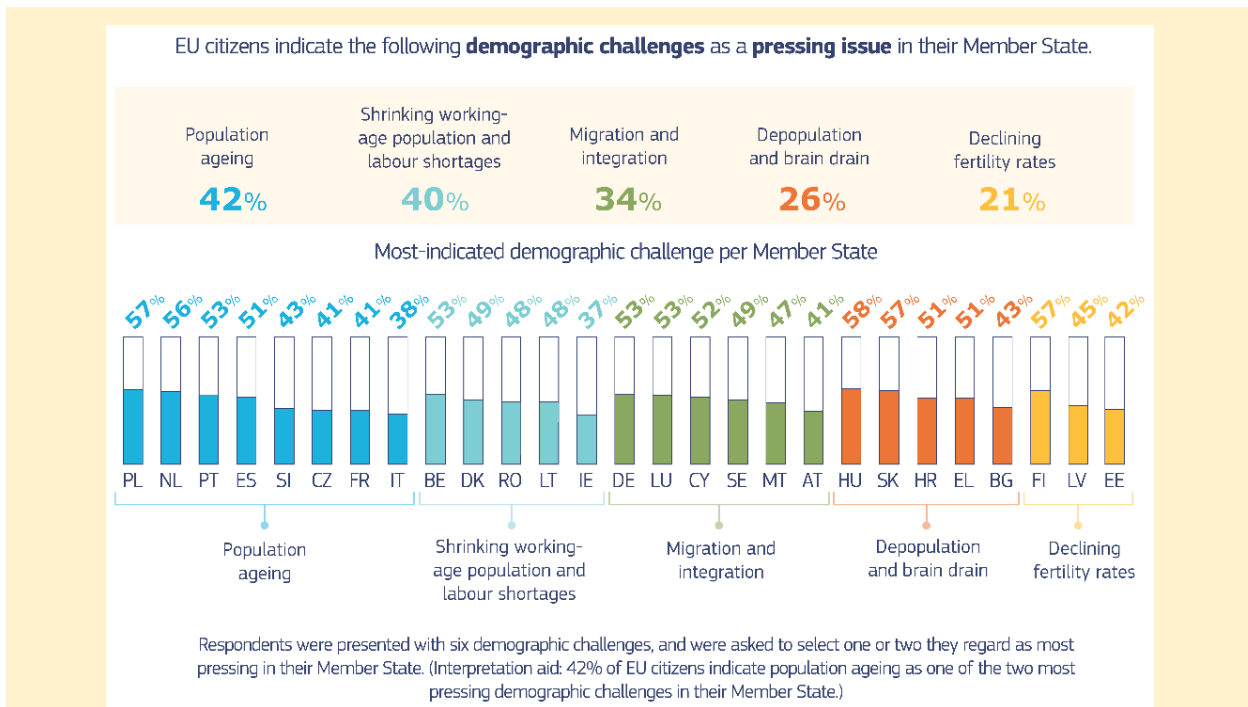 EU citizens indicate the following demographic challenges as a pressing issue in their Member State.
Population
ageing
42%
Shrinking working-
age population and
labour shortages
40%
Migration and
integration
34%
Depopulation
and brain drain
26%
Declining
fertility rates
21%
Most-indicated demographic challenge per Member State
57% 56% 53% 51% 43% 41% 41% 38% 53% 49% 48% 48% 37% 53% 53% 52% 49% 47% 41% 58% 57% 51% 51% 43% 57% 45% 42%
PL NL PT ES SI CZ FR IT BE DK RO LT IE DE LU CY SE MT AT HU SK HR EL BG FI LV EE
Population
ageing
Shrinking working-
age population and
labour shortages
Migration and
integration
Depopulation
and brain drain
Declining
fertility rates
Respondents were presented with six demographic challenges, and were asked to select one or two they regard as most
pressing in their Member State. (Interpretation aid: 42% of EU citizens indicate population ageing as one of the two most
pressing demographic challenges in their Member State.)